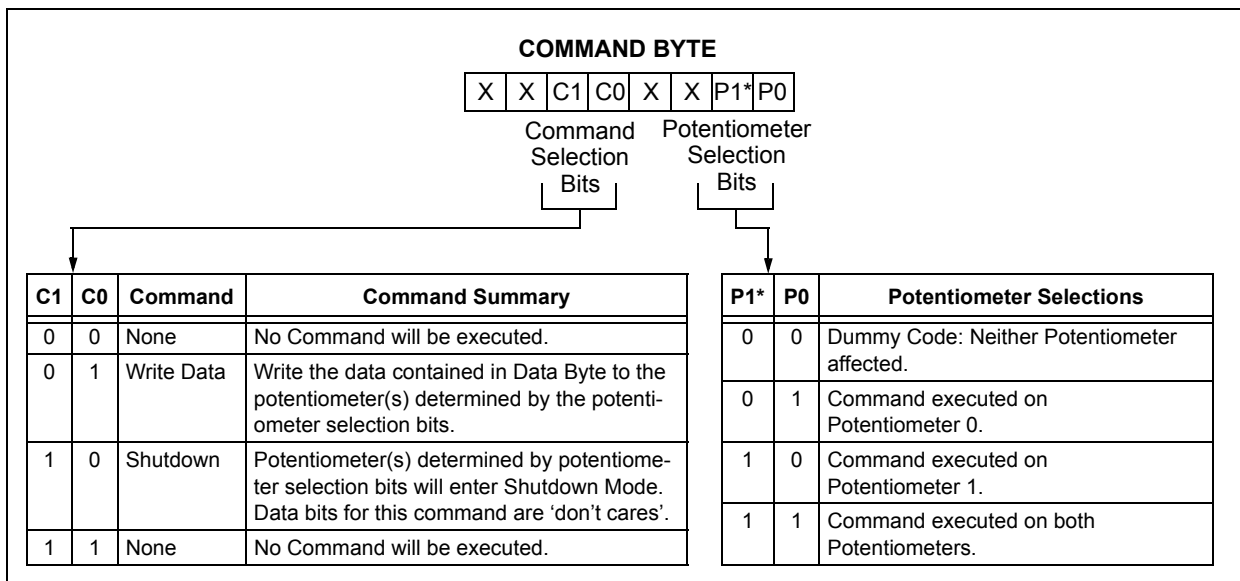 COMMAND BYTE
X X C1 C0 X X P1* P0
Command
Selection
Bits
Potentiometer
Selection
Bits
C1 C0 Command Command Summary
0 0 None No Command will be executed.
0 1 Write Data Write the data contained in Data Byte to the
potentiometer(s) determined by the potenti-
ometer selection bits.
1 0 Shutdown Potentiometer(s) determined by potentiome-
ter selection bits will enter Shutdown Mode.
Data bits for this command are ‘don’t cares’.
1 1 None No Command will be executed.
P1* P0 Potentiometer Selections
0 0 Dummy Code: Neither Potentiometer
affected.
0 1 Command executed on
Potentiometer 0.
1 0 Command executed on
Potentiometer 1.
1 1 Command executed on both
Potentiometers.